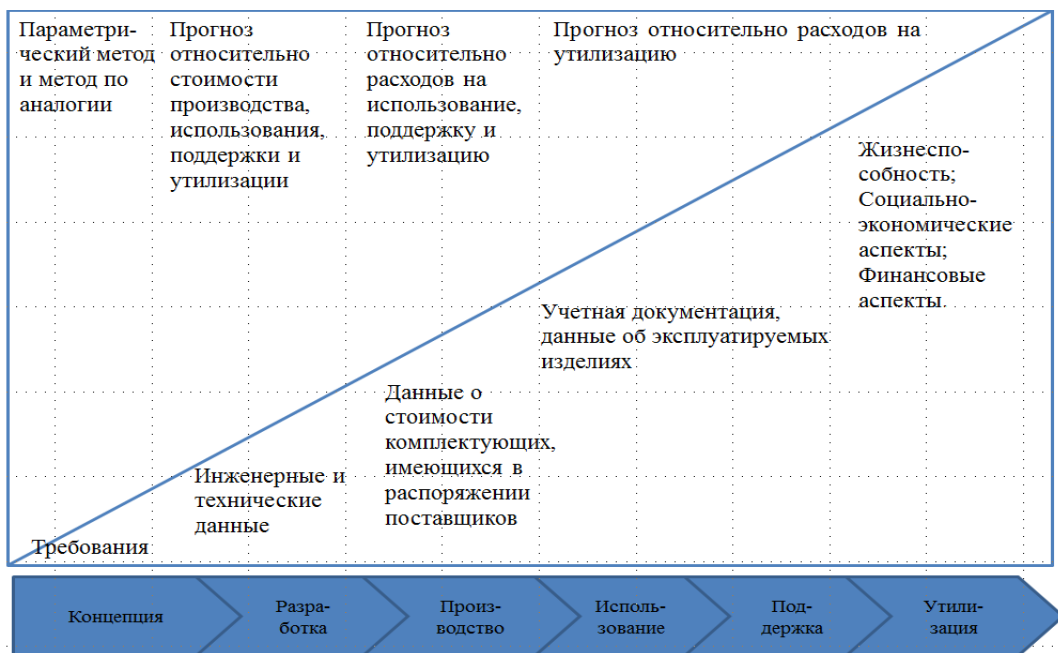 Параметри-
ческий метод
и метод по
аналогии
Прогноз
относительно
стоимости
производства,
использования,
поддержки и
утилизации
Прогноз
относительно
расходов на
использование,
поддержку и
утилизацию
Прогноз относительно расходов на
утилизацию
Жизнеспо-
собность;
Социально-
экономические
аспекты;
Финансовые
аспекты.
Учетная документация,
данные об эксплуатируемых
изделиях
Данные о
стоимости
комплектующих,
имеющихся в
распоряжении
поставщиков
Инженерные и
технические
данные
Требования
Концепция
Разра-
ботка
Произ-
водство
Исполь-
зование
Под-
держка
Утили-
зация